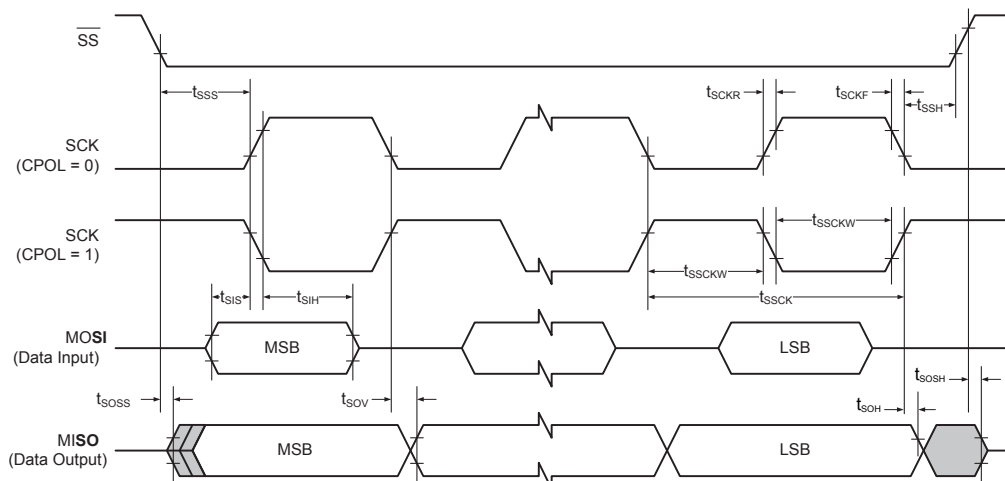 SS
tSSS
tSCKR
tSCKF
tSSH
SCK
(CPOL = 0)
SCK
(CPOL = 1)
tSSCKW
tSSCKW
tSSCK
tSIS
tSIH
MOSI
(Data Input)
MSB
LSB
tSOSS
tSOV
tSOH
tSOSH
MISO
(Data Output)
MSB
LSB